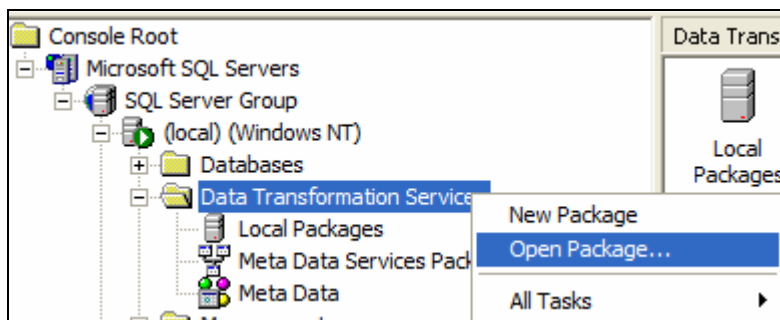 Console Root
Data Trans
Microsoft SQL Servers
SQL Server Group
(local) (Windows NT)
Local
Packages
Databases
Data Transformation Service
New Package
Local Packages
Open Package...
Meta Data Services Pack
Meta Data
All Tasks